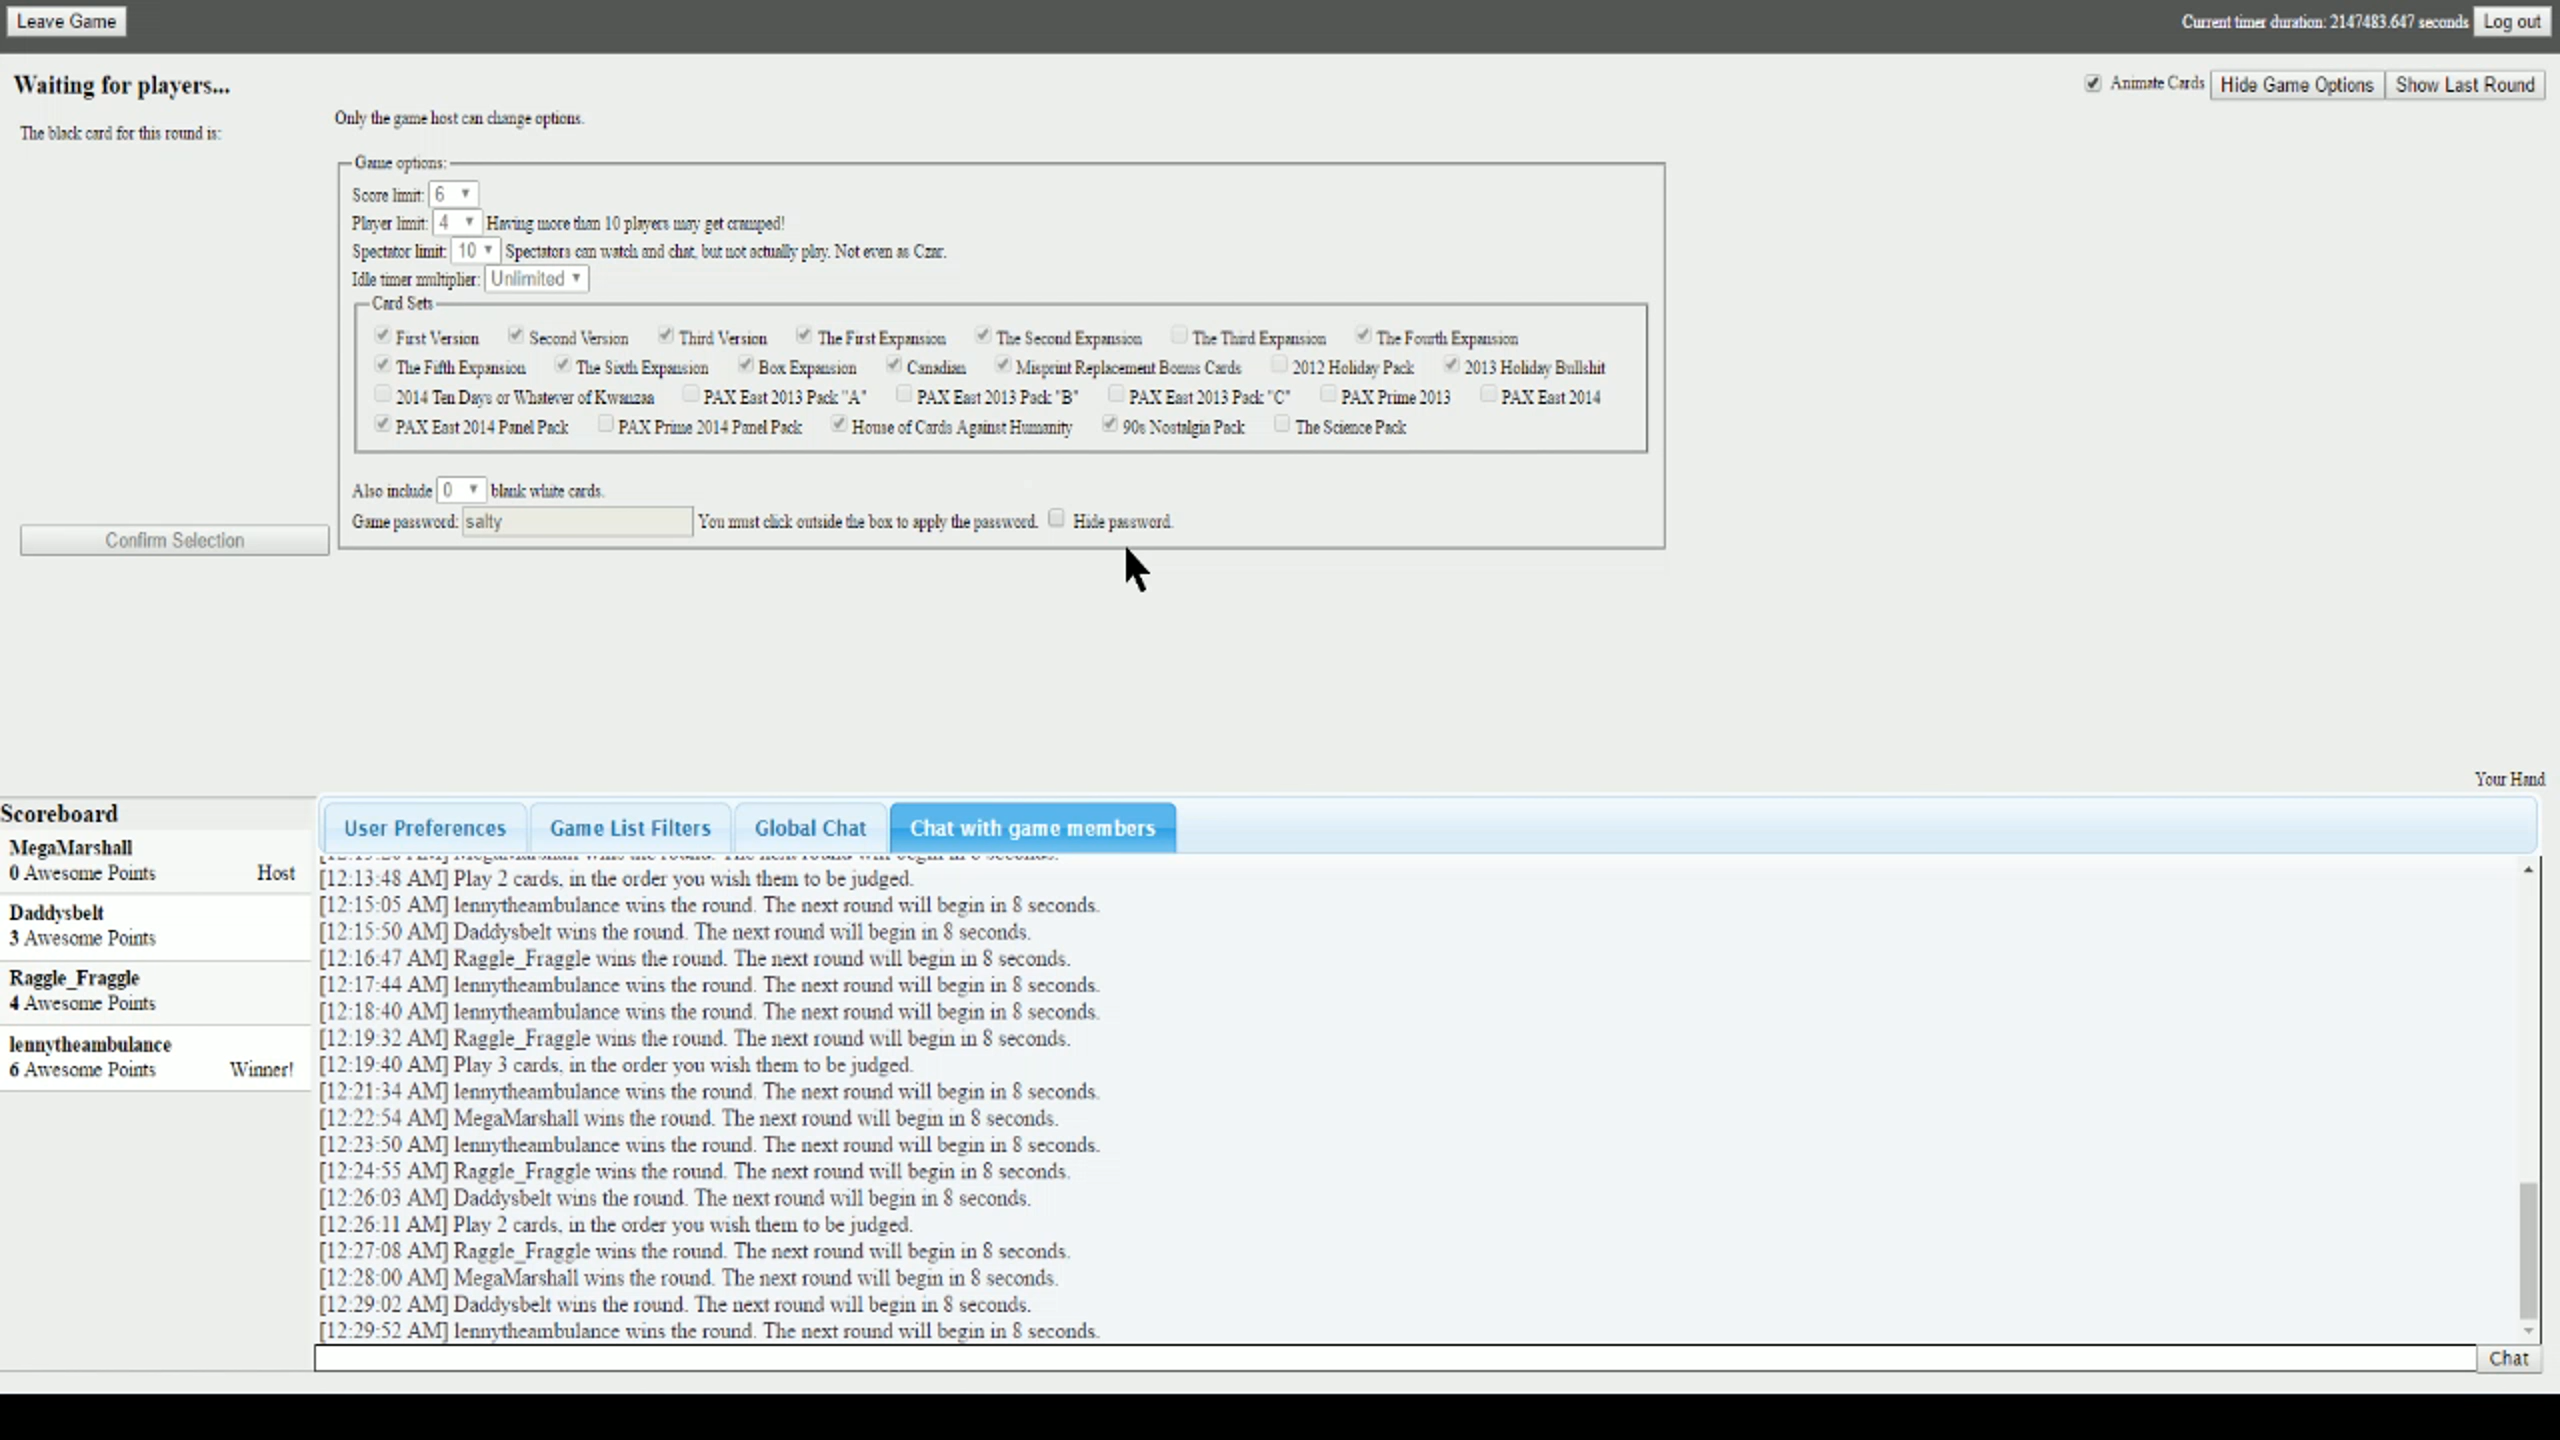 Leave Game
Current timer duration: 2147483.647 seconds Log out
Waiting for players...
Animate Cards Hide Game Options Show Last Round
Only the game host can change options.
The black card for this round is:
Game options:
Score limit: 6
Player limit: 4 Having more than 10 players may get cramped!
Spectator limit: 10 Spectators can watch and chat, but not actually play. Not even as Czar.
Idle timer multiplier: Unlimited
Card Sets
First Version Second Version Third Version The First Expansion The Second Expansion The Third Expansion The Fourth Expansion
The Fifth Expansion The Sixth Expansion Box Expansion Canadian Misprint Replacement Bonus Cards 2012 Holiday Pack 2013 Holiday Bullshit
2014 Ten Days or Whatever of Kwanzaa PAX East 2013 Pack "A" PAX East 2013 Pack "B" PAX East 2013 Pack "C" PAX Prime 2013 PAX East 2014
PAX East 2014 Panel Pack PAX Prime 2014 Panel Pack House of Cards Against Humanity 90s Nostalgia Pack The Science Pack
Also include 0 blank white cards.
Game password: salty You must click outside the box to apply the password. Hide password.
Confirm Selection
Your Hand
Scoreboard
MegaMarshall
0 Awesome Points Host
Daddysbelt
3 Awesome Points
Raggle_Fraggle
4 Awesome Points
lennytheambulance
6 Awesome Points Winner!
User Preferences Game List Filters Global Chat Chat with game members
MegaMarshall wins the round. The next round will begin in 8 seconds.
[12:13:48 AM] Play 2 cards, in the order you wish them to be judged.
[12:15:05 AM] lennytheambulance wins the round. The next round will begin in 8 seconds.
[12:15:50 AM] Daddysbelt wins the round. The next round will begin in 8 seconds.
[12:16:47 AM] Raggle_Fraggle wins the round. The next round will begin in 8 seconds.
[12:17:44 AM] lennytheambulance wins the round. The next round will begin in 8 seconds.
[12:18:40 AM] lennytheambulance wins the round. The next round will begin in 8 seconds.
[12:19:32 AM] Raggle_Fraggle wins the round. The next round will begin in 8 seconds.
[12:19:40 AM] Play 3 cards, in the order you wish them to be judged.
[12:21:34 AM] lennytheambulance wins the round. The next round will begin in 8 seconds.
[12:22:54 AM] MegaMarshall wins the round. The next round will begin in 8 seconds.
[12:23:50 AM] lennytheambulance wins the round. The next round will begin in 8 seconds.
[12:24:55 AM] Raggle_Fraggle wins the round. The next round will begin in 8 seconds.
[12:26:03 AM] Daddysbelt wins the round. The next round will begin in 8 seconds.
[12:26:11 AM] Play 2 cards, in the order you wish them to be judged.
[12:27:08 AM] Raggle_Fraggle wins the round. The next round will begin in 8 seconds.
[12:28:00 AM] MegaMarshall wins the round. The next round will begin in 8 seconds.
[12:29:02 AM] Daddysbelt wins the round. The next round will begin in 8 seconds.
[12:29:52 AM] lennytheambulance wins the round. The next round will begin in 8 seconds.
Chat